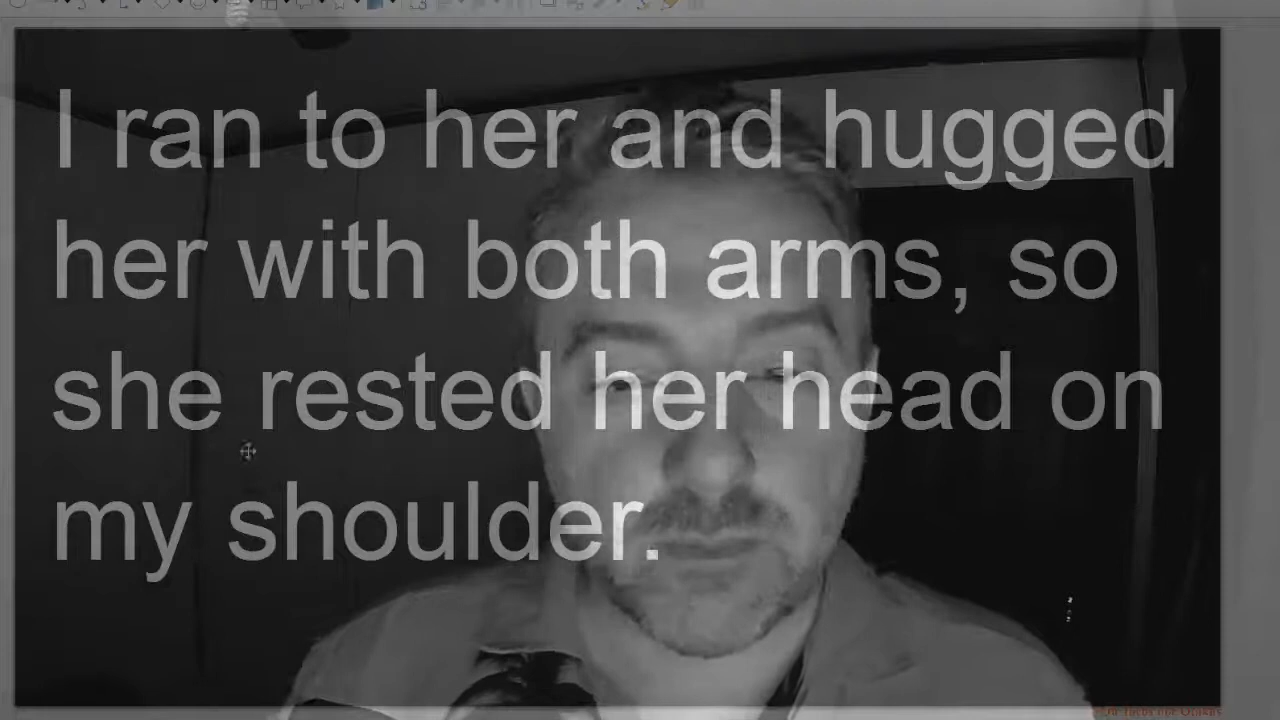 I ran to her and hugged
her with both arms, so
she rested her head on
my shoulder.